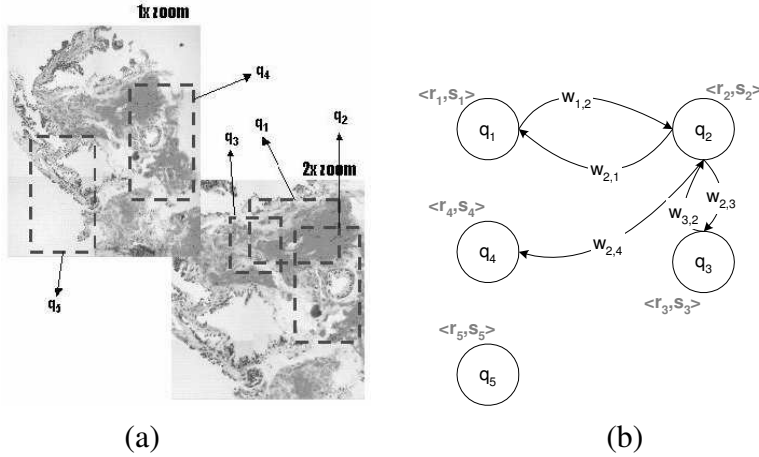 1x zoom
q4
q3
q1
q2
2x zoom
q5
(a)
<r1,s1>
q1
w1,2
<r2,s2>
q2
w2,1
w2,3
w3,2
<r4,s4>
q4
w2,4
q3
<r3,s3>
<r5,s5>
q5
(b)